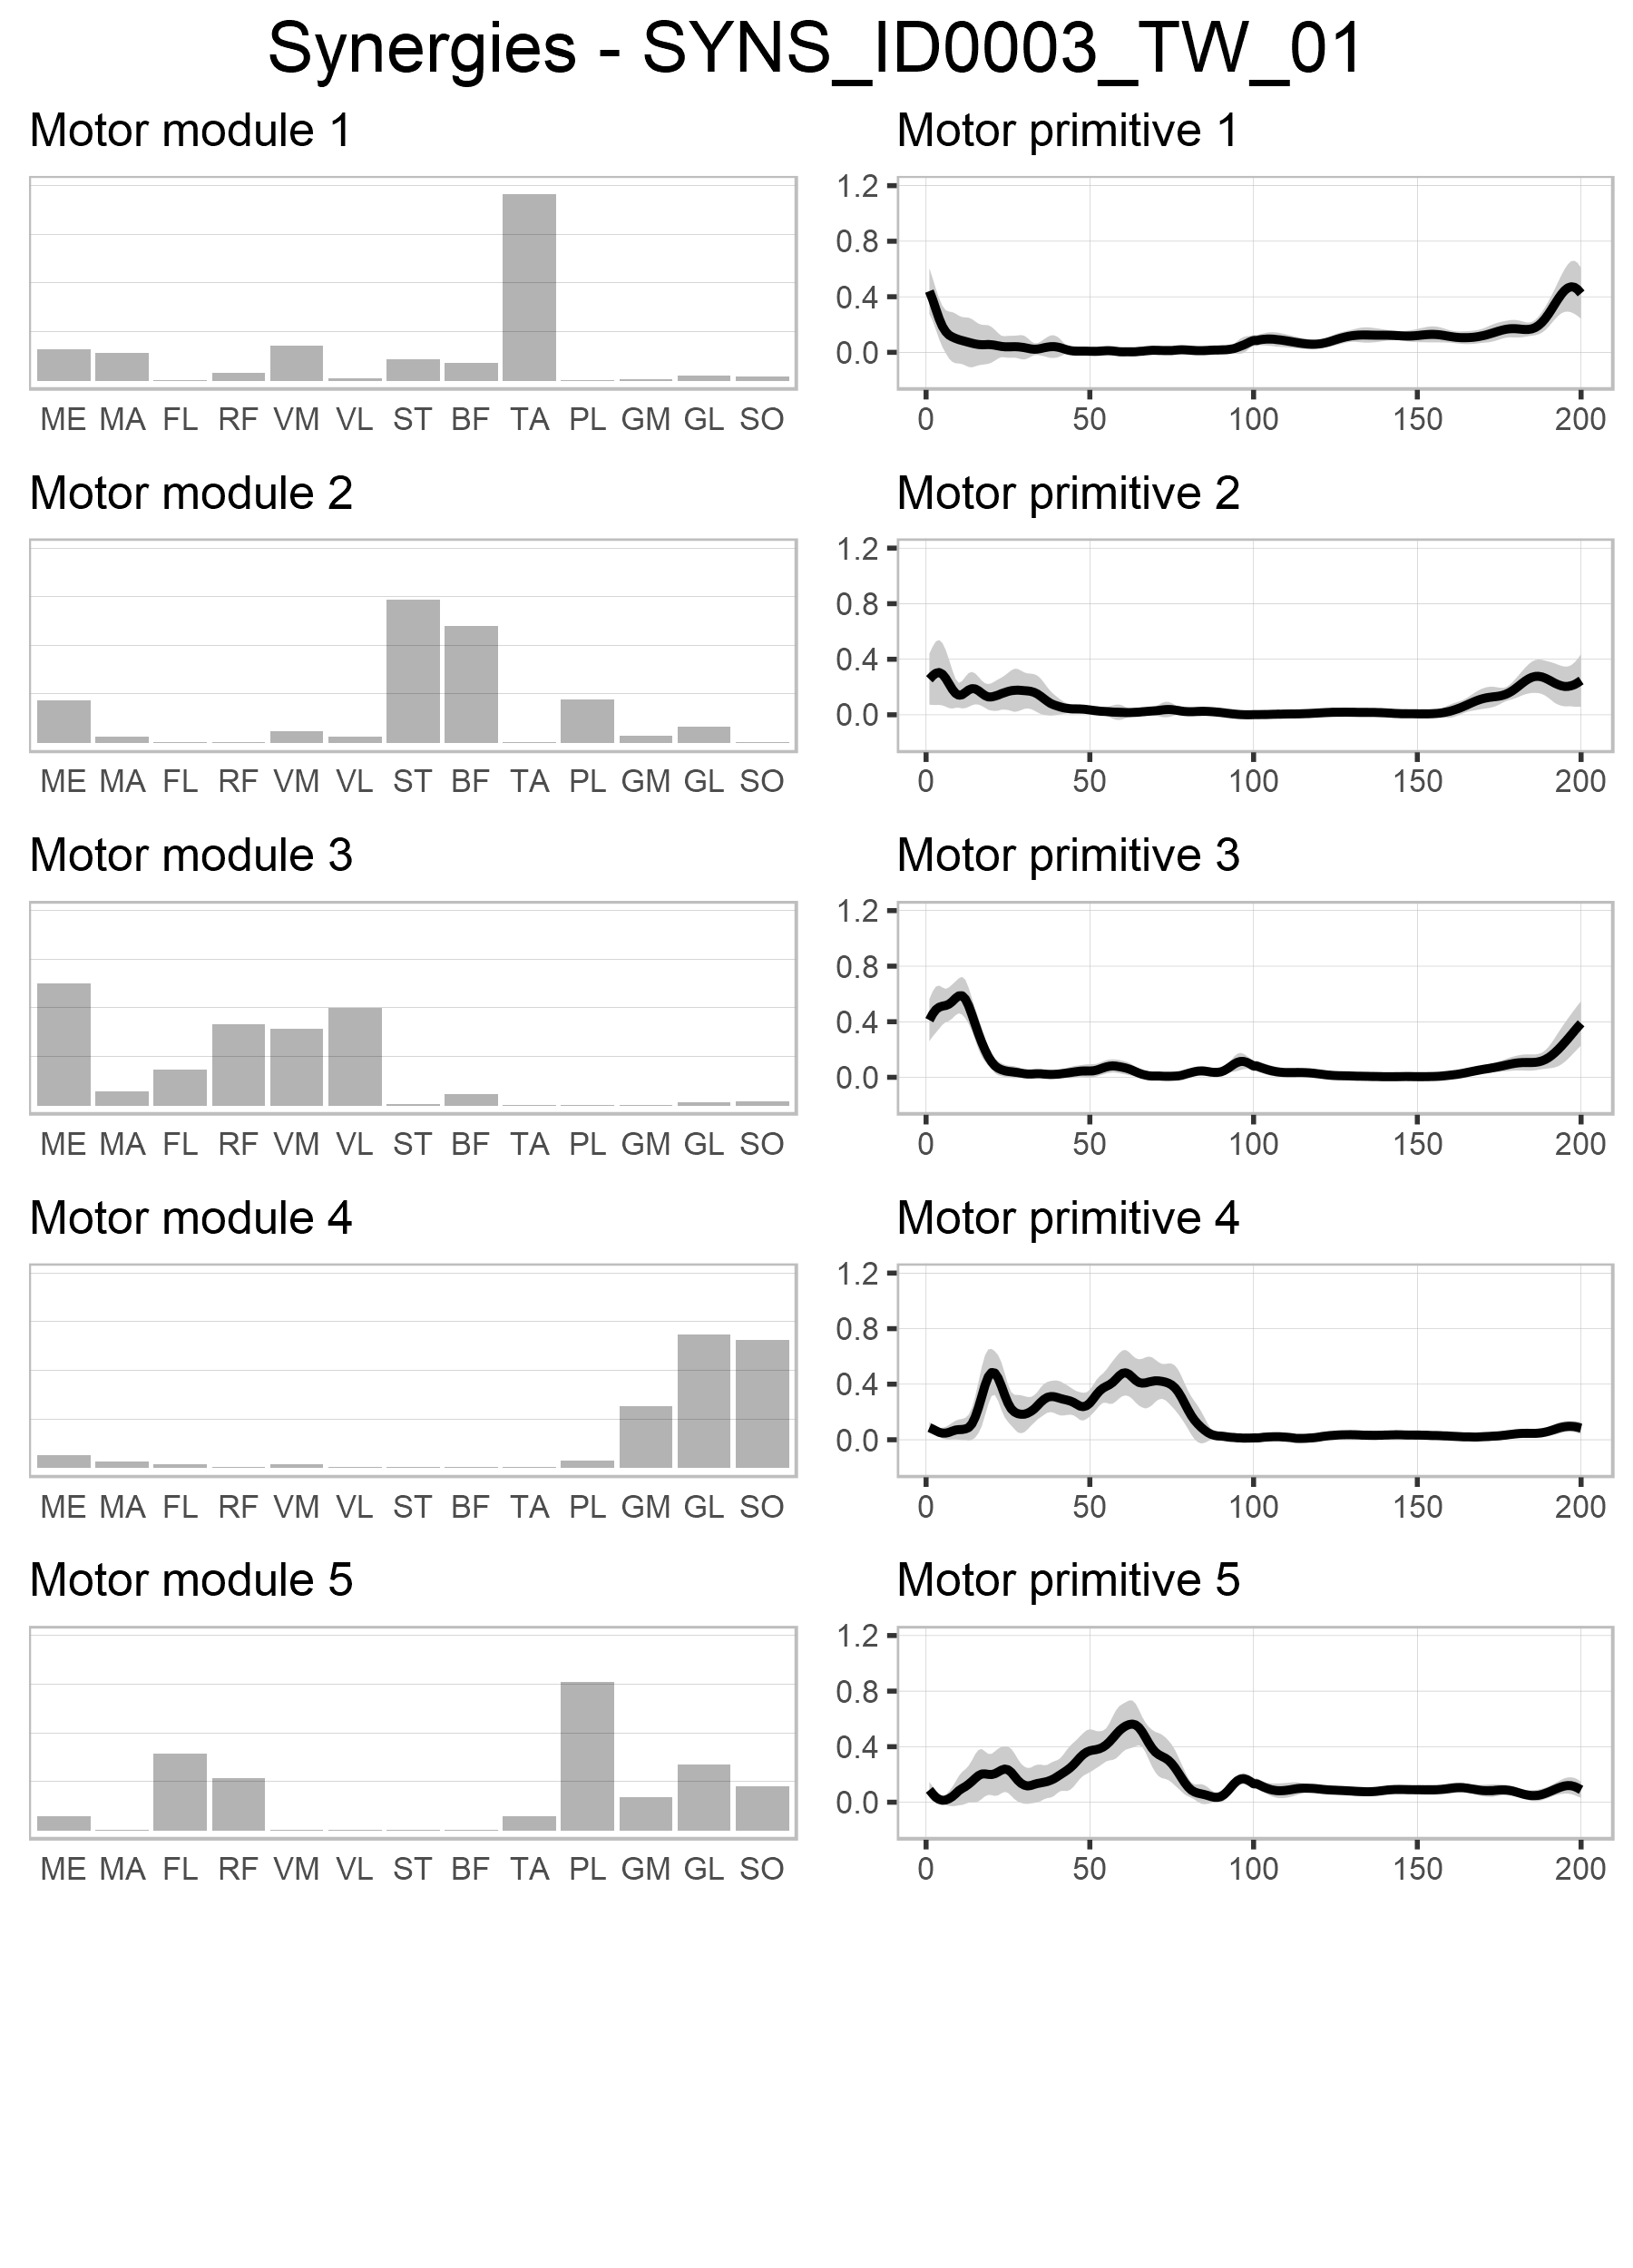 Synergies - SYNS_ID0003_TW_01
Motor module 1
Motor primitive 1
1.2
0.8
0.4
0.0
ME MA FL RF VM VL ST BF TA PL GM GL SO
0 50 100 150 200
Motor module 2
Motor primitive 2
1.2
0.8
0.4
0.0
ME MA FL RF VM VL ST BF TA PL GM GL SO
0 50 100 150 200
Motor module 3
Motor primitive 3
1.2
0.8
0.4
0.0
ME MA FL RF VM VL ST BF TA PL GM GL SO
0 50 100 150 200
Motor module 4
Motor primitive 4
1.2
0.8
0.4
0.0
ME MA FL RF VM VL ST BF TA PL GM GL SO
0 50 100 150 200
Motor module 5
Motor primitive 5
1.2
0.8
0.4
0.0
ME MA FL RF VM VL ST BF TA PL GM GL SO
0 50 100 150 200